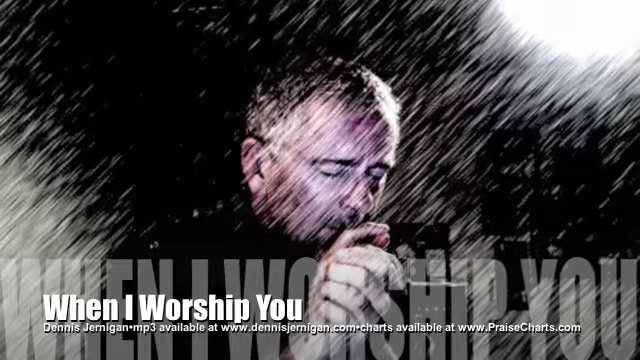 WHEN I WORSHIP YOU
When I Worship You
Dennis Jernigan•mp3 available at www.dennisjernigan.com•charts available at www.PraiseCharts.com